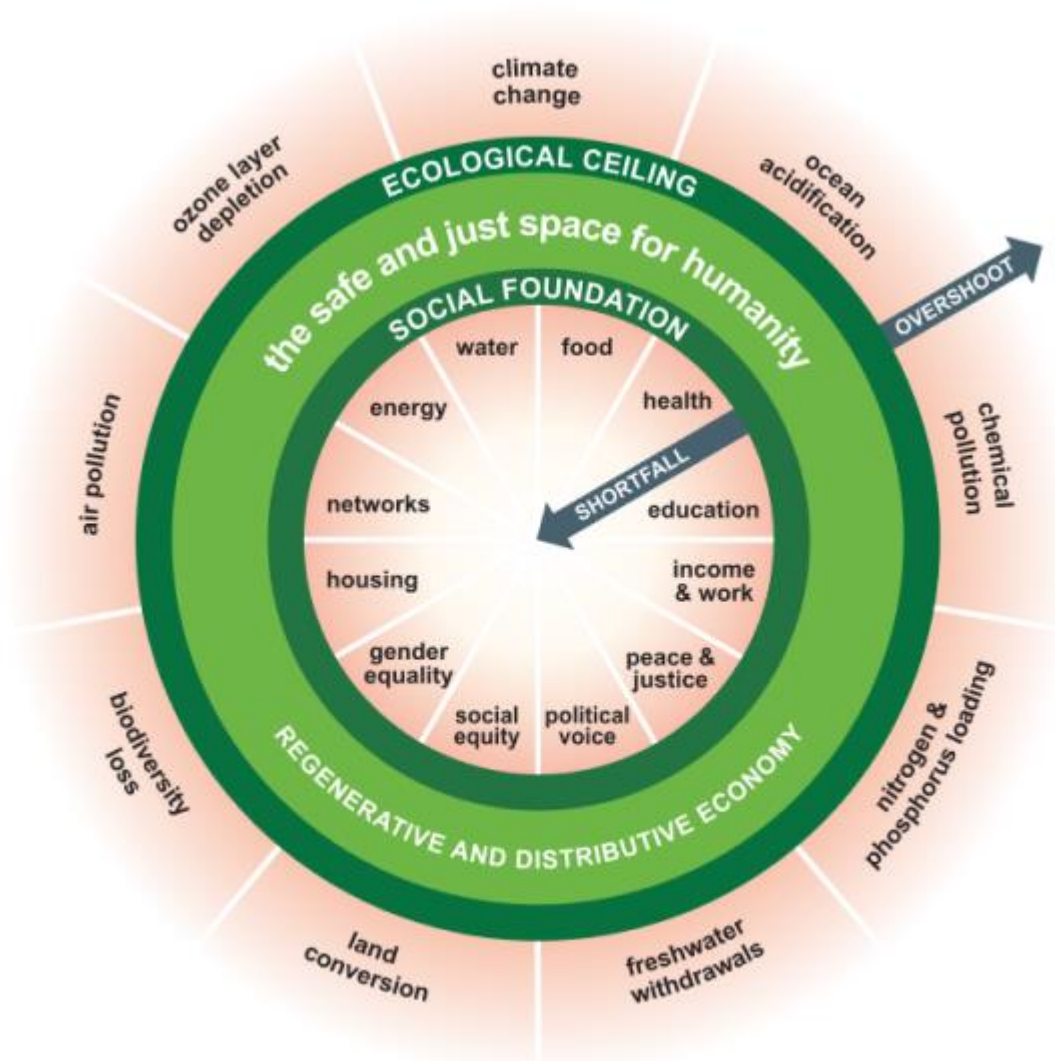 climate
change
ocean
acidification
chemical
pollution
nitrogen &
phosphorus loading
freshwater
withdrawals
land
conversion
biodiversity
loss
air pollution
ozone layer
depletion
ECOLOGICAL CEILING
the safe and just space for humanity
SOCIAL FOUNDATION
OVERSHOOT
water
food
health
SHORTFALL
education
income
& work
peace &
justice
political
voice
social
equity
gender
equality
housing
networks
energy
REGENERATIVE AND DISTRIBUTIVE ECONOMY